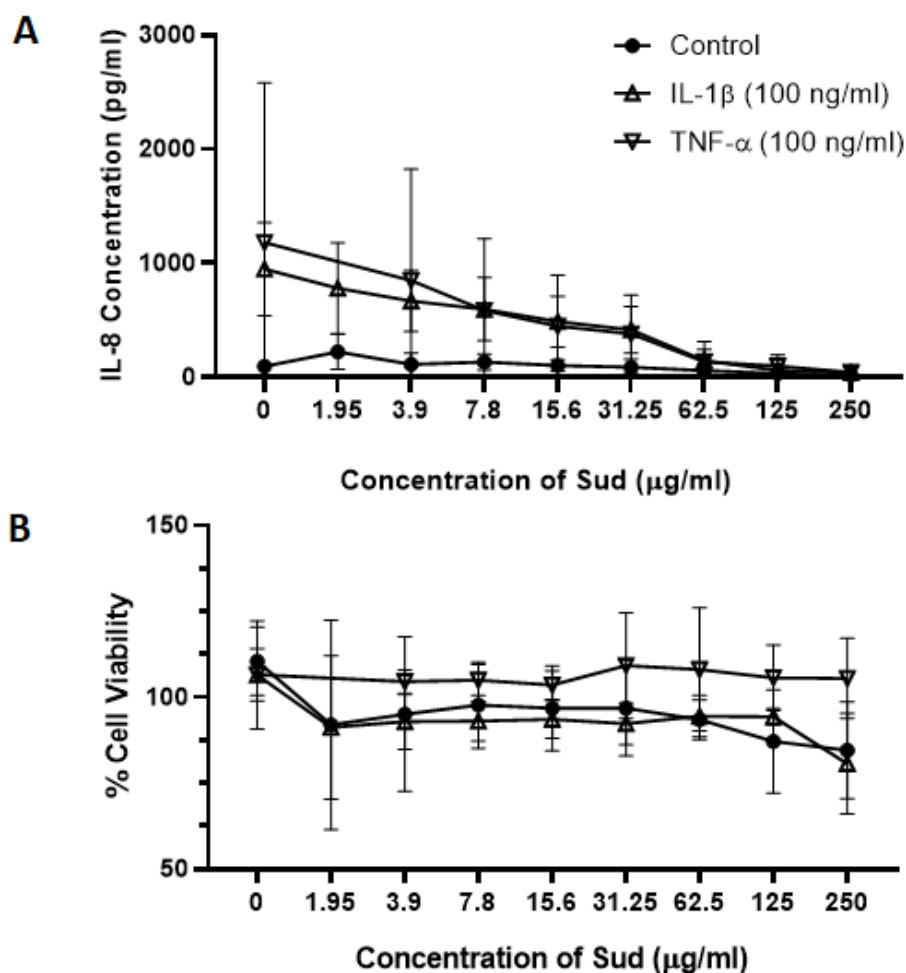 A
3000
2000
1000
0
IL-8 Concentration (pg/ml)
Control
IL-1β (100 ng/ml)
TNF-α (100 ng/ml)
0 1.95 3.9 7.8 15.6 31.25 62.5 125 250
Concentration of Sud (μg/ml)
B
150
100
50
% Cell Viability
0 1.95 3.9 7.8 15.6 31.25 62.5 125 250
Concentration of Sud (μg/ml)